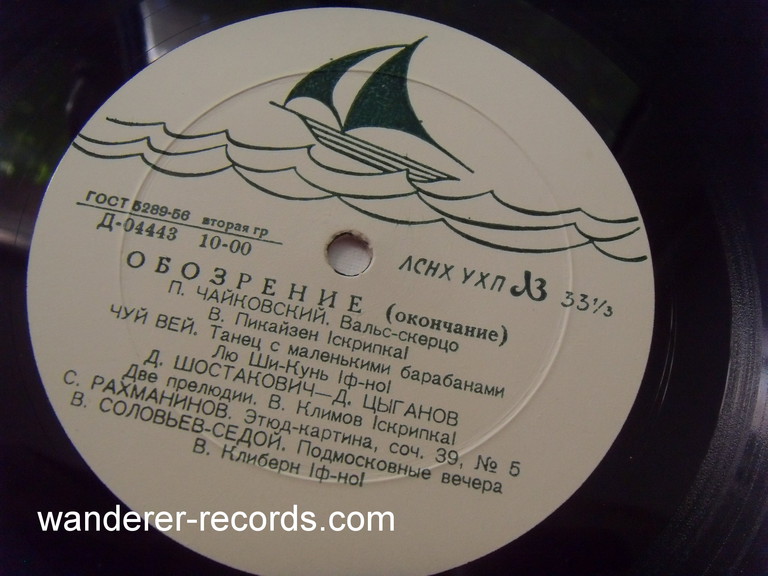 ГОСТ 5289-56 вторая гр
Д-04443 10-00
ЛСНХ УХП ЛЗ 33⅓
ОБОЗРЕНИЕ (окончание)
П. ЧАЙКОВСКИЙ. Вальс-скерцо
В. Пикайзен [скрипка]
ЧУЙ ВЕЙ. Танец с маленькими барабанами
Лю Ши-Кунь [ф-но]
Д. ШОСТАКОВИЧ—Д. ЦЫГАНОВ
Две прелюдии. В. Климов [скрипка]
С. РАХМАНИНОВ. Этюд-картина, соч. 39, № 5
В. СОЛОВЬЕВ-СЕДОЙ. Подмосковные вечера
В. Клиберн [ф-но]
wanderer-records.com